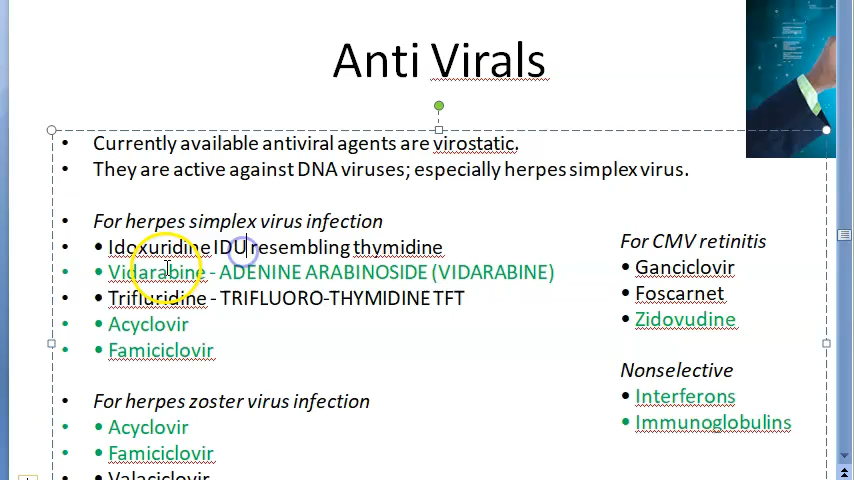 Anti Virals
• Currently available antiviral agents are virostatic.
• They are active against DNA viruses; especially herpes simplex virus.
• For herpes simplex virus infection
• • Idoxuridine IDU resembling thymidine
• • Vidarabine - ADENINE ARABINOSIDE (VIDARABINE)
• • Trifluridine - TRIFLUORO-THYMIDINE TFT
• • Acyclovir
• • Famiciclovir
• For herpes zoster virus infection
• • Acyclovir
• • Famiciclovir
• • Valaciclovir
For CMV retinitis
• Ganciclovir
• Foscarnet
• Zidovudine
Nonselective
• Interferons
• Immunoglobulins